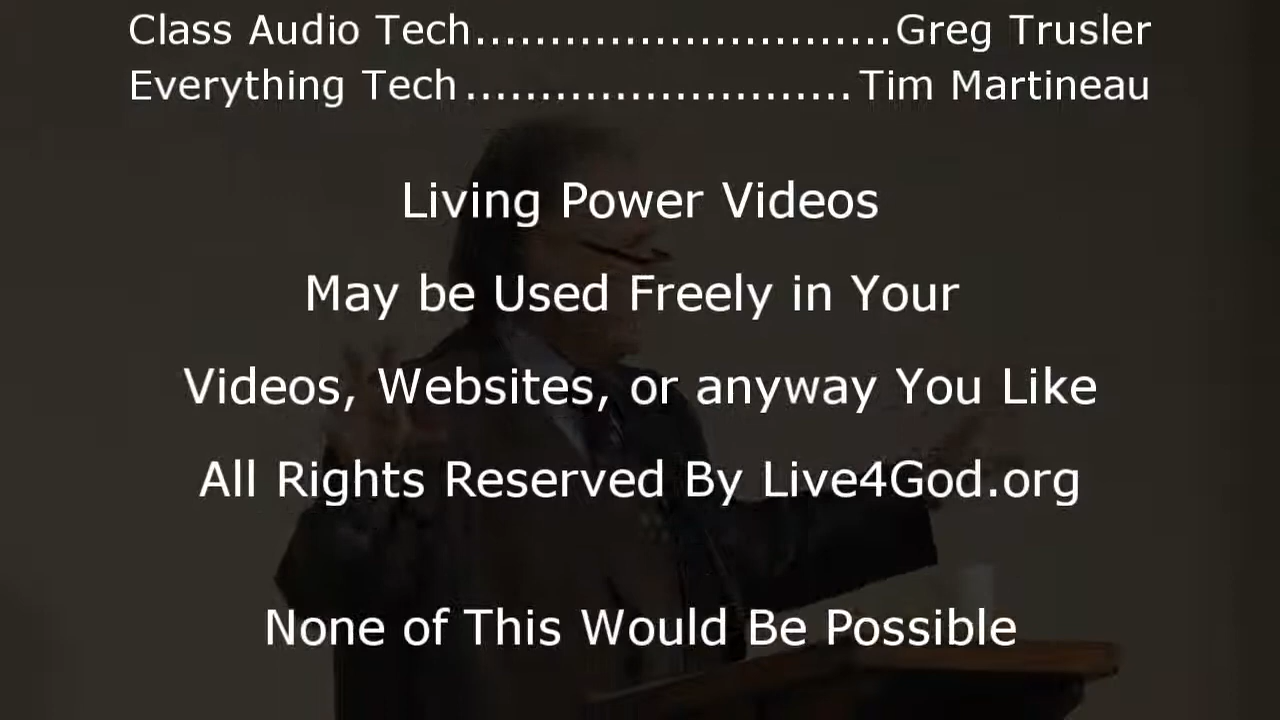 Class Audio Tech............................Greg Trusler
Everything Tech..........................Tim Martineau
Living Power Videos
May be Used Freely in Your
Videos, Websites, or anyway You Like
All Rights Reserved By Live4God.org
None of This Would Be Possible